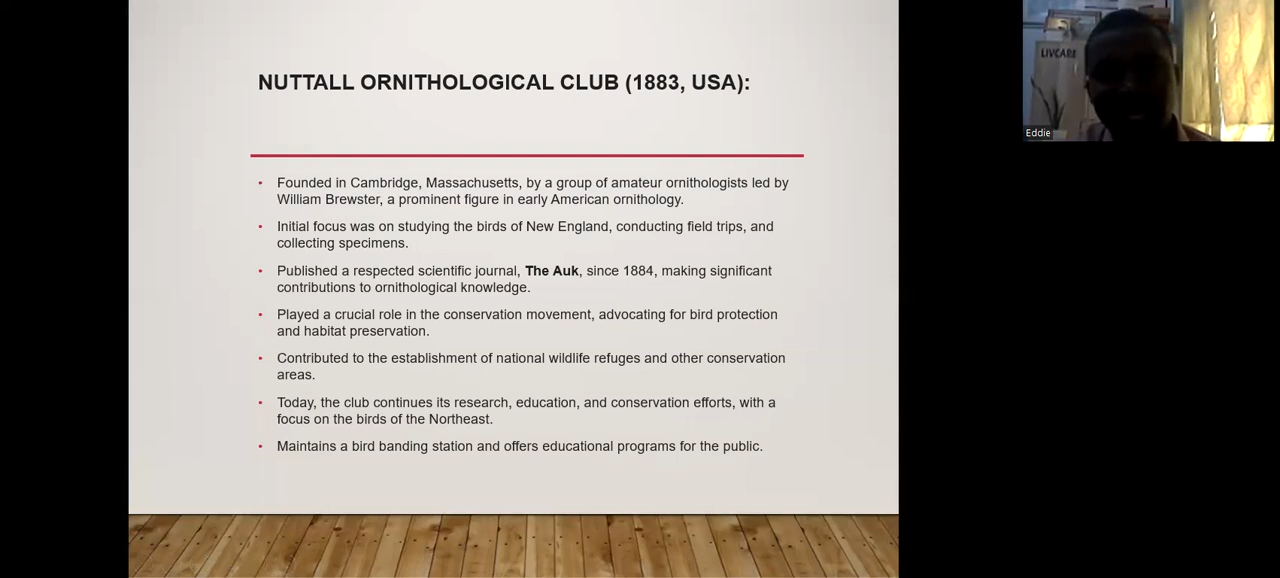 NUTTALL ORNITHOLOGICAL CLUB (1883, USA):
• Founded in Cambridge, Massachusetts, by a group of amateur ornithologists led by
William Brewster, a prominent figure in early American ornithology.
• Initial focus was on studying the birds of New England, conducting field trips, and
collecting specimens.
• Published a respected scientific journal, The Auk, since 1884, making significant
contributions to ornithological knowledge.
• Played a crucial role in the conservation movement, advocating for bird protection
and habitat preservation.
• Contributed to the establishment of national wildlife refuges and other conservation
areas.
• Today, the club continues its research, education, and conservation efforts, with a
focus on the birds of the Northeast.
• Maintains a bird banding station and offers educational programs for the public.
LIVCARE
Eddie